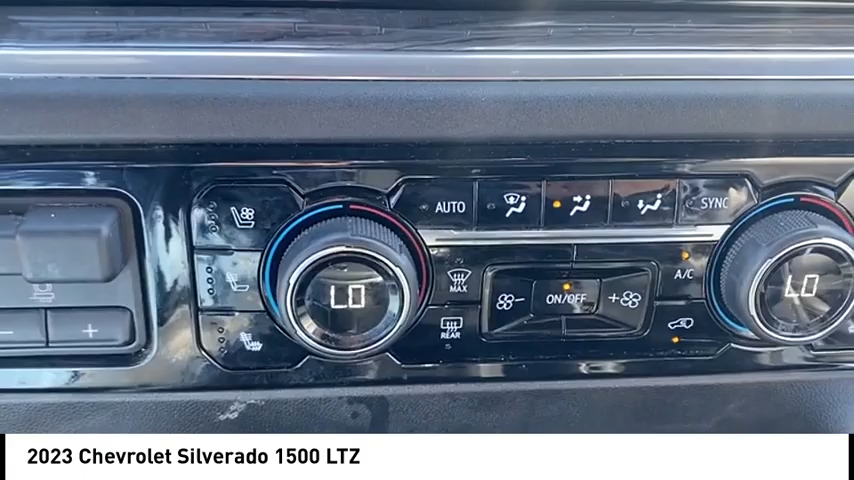 AUTO
SYNC
LO
MAX
ON/OFF
A/C
LO
REAR
2023 Chevrolet Silverado 1500 LTZ